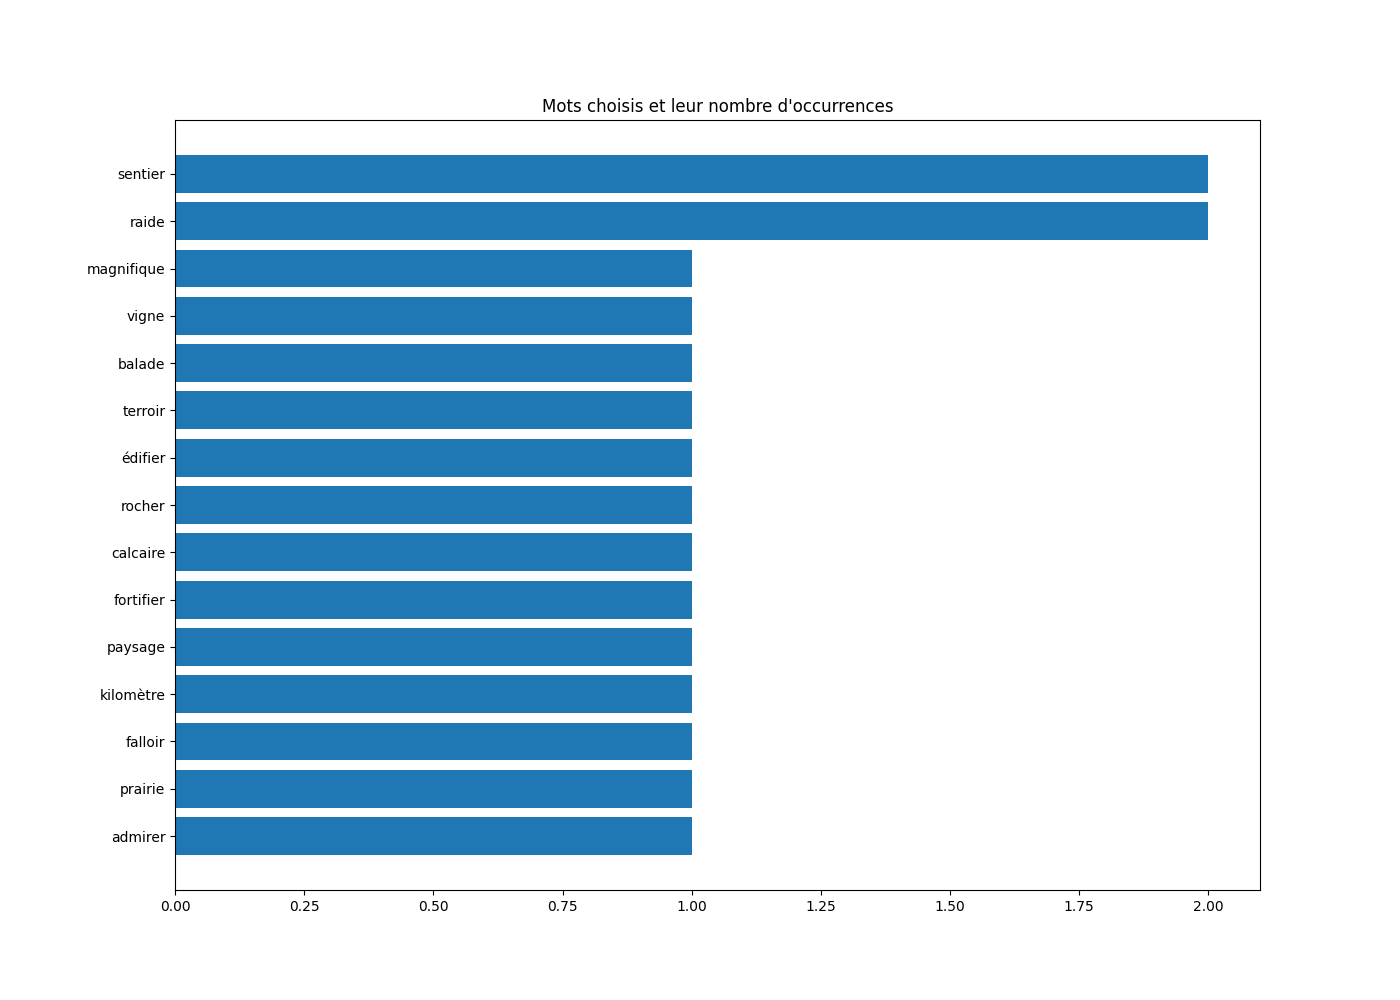 Mots choisis et leur nombre d'occurrences
sentier
raide
magnifique
vigne
balade
terroir
édifier
rocher
calcaire
fortifier
paysage
kilomètre
falloir
prairie
admirer
0.00 0.25 0.50 0.75 1.00 1.25 1.50 1.75 2.00